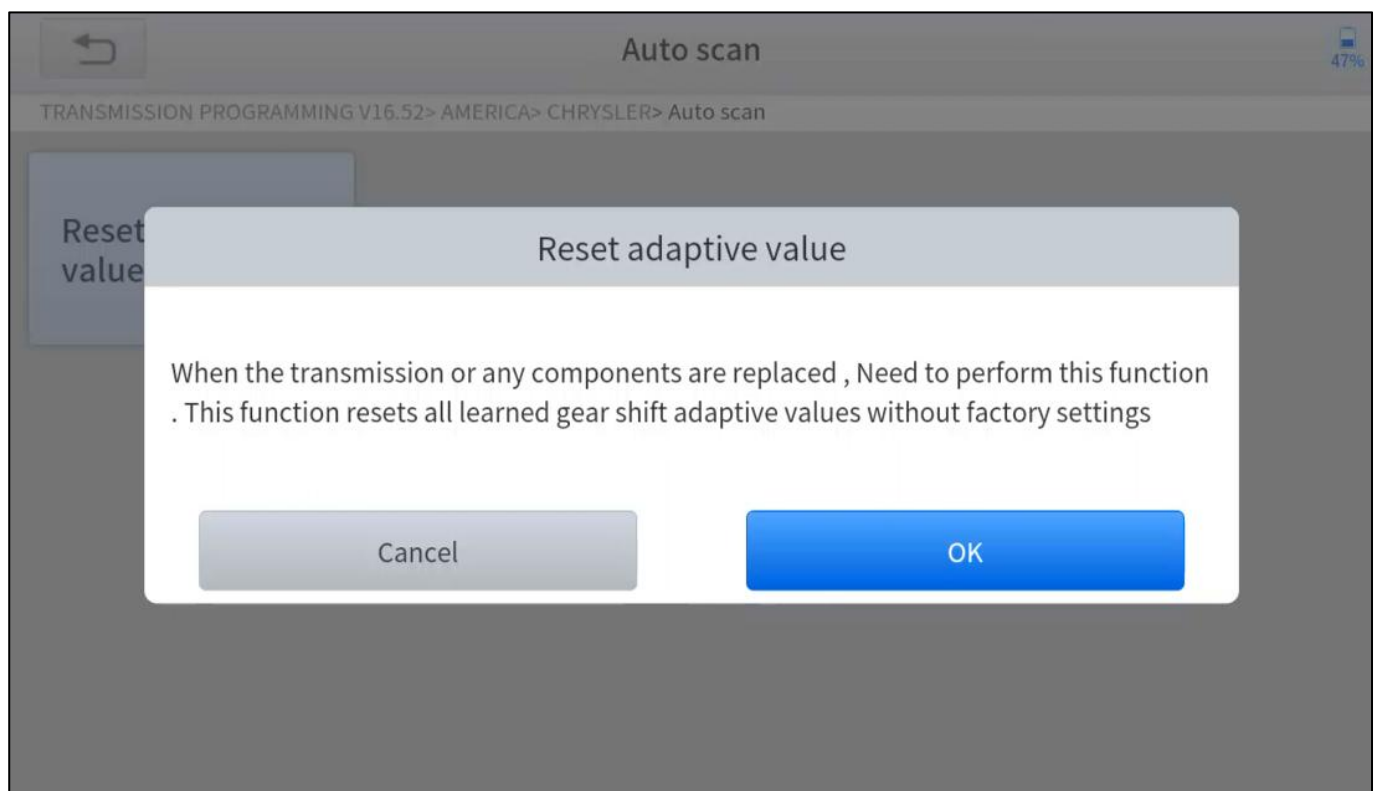 Auto scan
47%
TRANSMISSION PROGRAMMING V16.52> AMERICA> CHRYSLER> Auto scan
Reset
value
Reset adaptive value
When the transmission or any components are replaced , Need to perform this function
. This function resets all learned gear shift adaptive values without factory settings
Cancel
OK